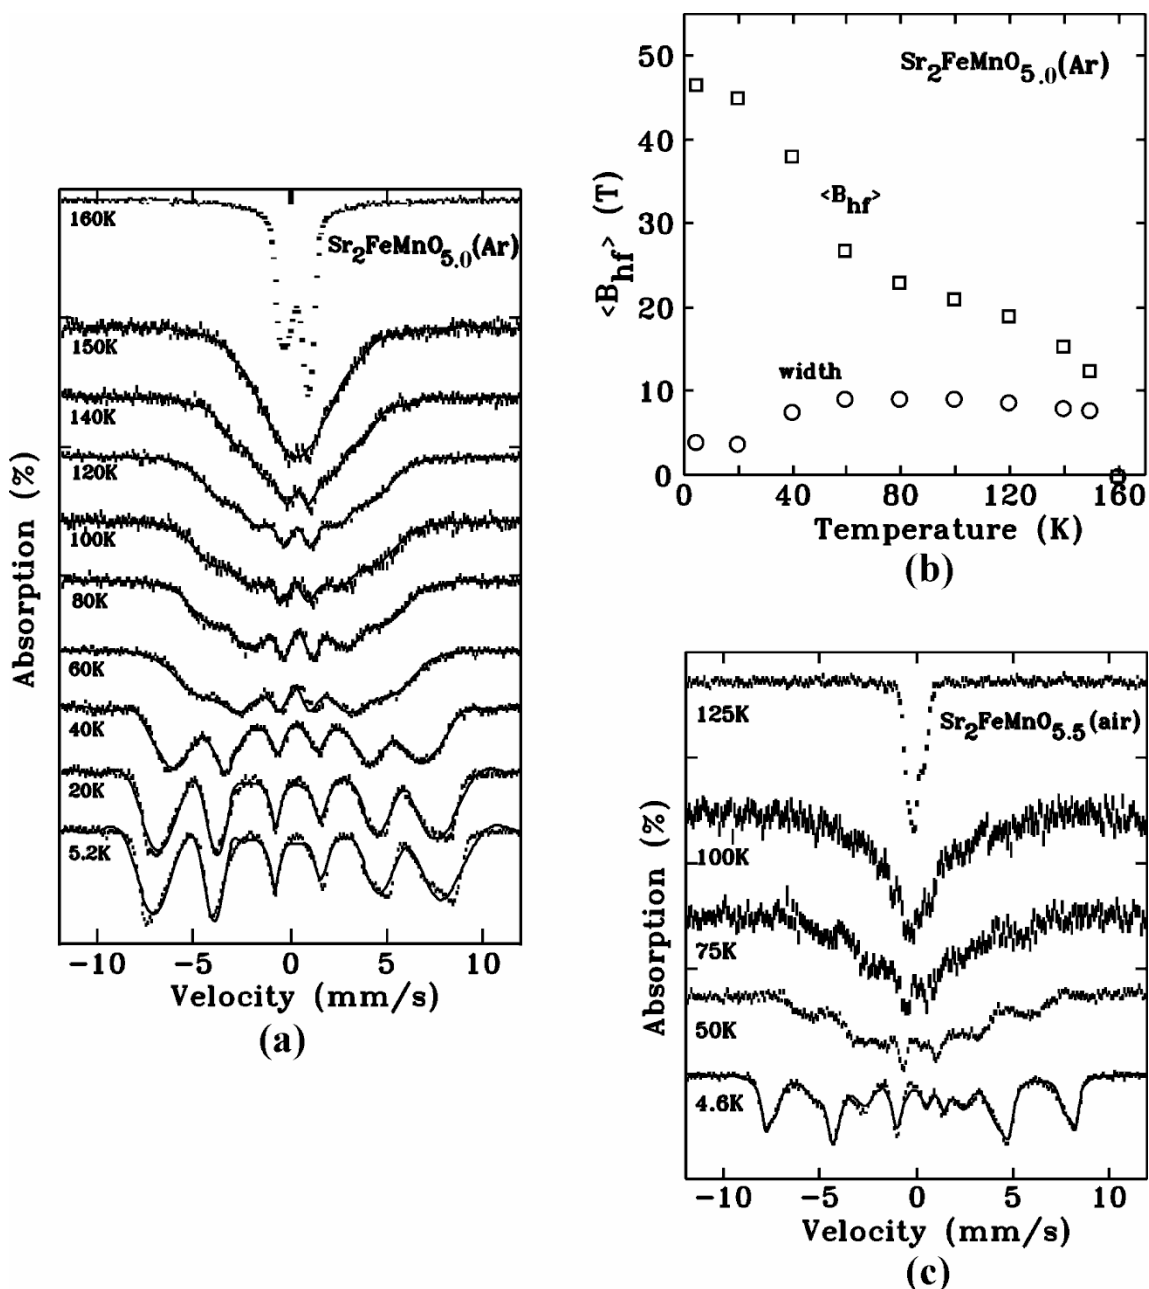 160K
Sr2FeMnO5.0(Ar)
150K
140K
120K
100K
80K
60K
40K
20K
5.2K
Absorption (%)
-10 -5 0 5 10
Velocity (mm/s)
(a)
50
40
30
20
10
0
Sr2FeMnO5.0(Ar)
<Bhf>
width
<Bhf> (T)
0 40 80 120 160
Temperature (K)
(b)
125K
Sr2FeMnO5.5(air)
100K
75K
50K
4.6K
Absorption (%)
-10 -5 0 5 10
Velocity (mm/s)
(c)